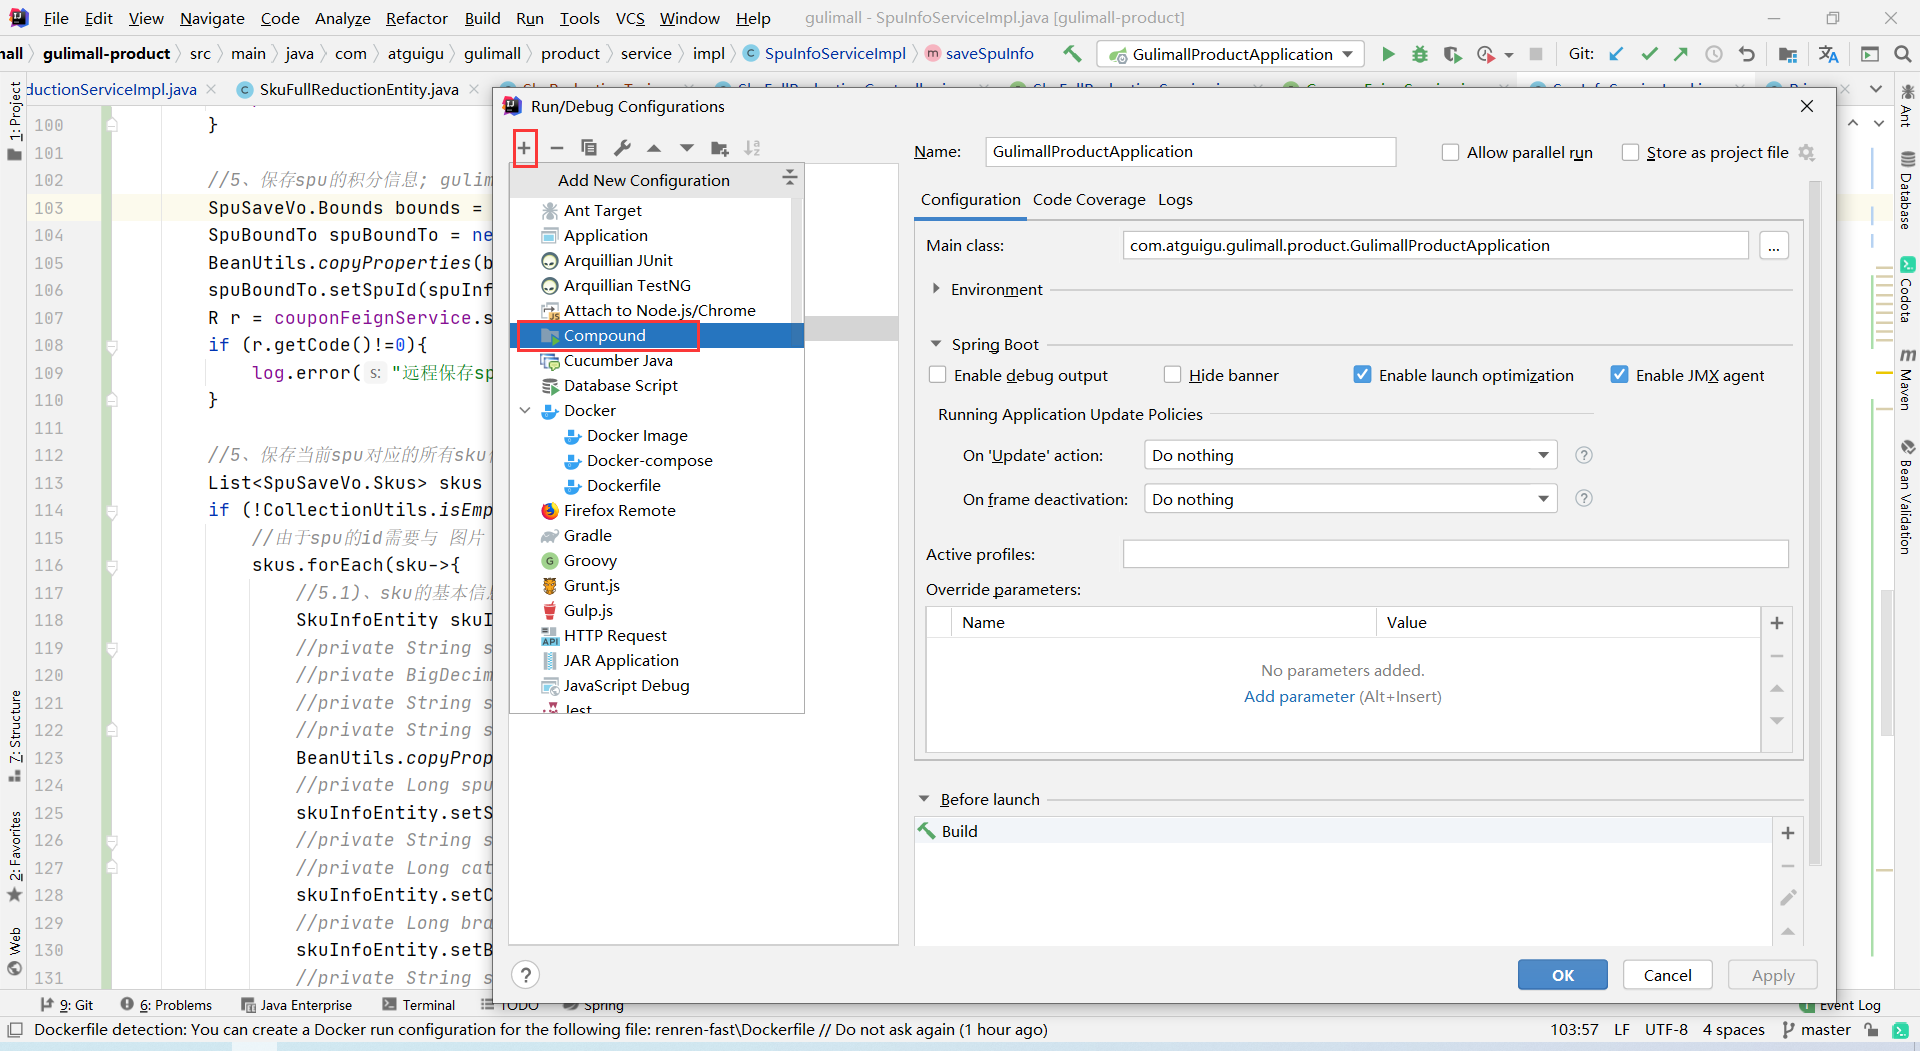 File Edit View Navigate Code Analyze Refactor Build Run Tools VCS Window Help gulimall - SpuInfoServiceImpl.java [gulimall-product]
nall gulimall-product src main java com atguigu gulimall product service impl SpuInfoServiceImpl saveSpuInfo GulimallProductApplication Git:
ductionServiceImpl.java SkuFullReductionEntity.java
1: Project
7: Structure
2: Favorites
Web
100 }
101
102 //5、保存spu的积分信息; gulim
103 SpuSaveVo.Bounds bounds =
104 SpuBoundTo spuBoundTo = ne
105 BeanUtils.copyProperties(b
106 spuBoundTo.setSpuId(spuInf
107 R r = couponFeignService.s
108 if (r.getCode()!=0){
109 log.error( s: "远程保存sp
110 }
111
112 //5、保存当前spu对应的所有sku
113 List<SpuSaveVo.Skus> skus
114 if (!CollectionUtils.isEmp
115 //由于spu的id需要与 图片
116 skus.forEach(sku->{
117 //5.1)、sku的基本信息
118 SkuInfoEntity skuI
119 //private String s
120 //private BigDecim
121 //private String s
122 //private String s
123 BeanUtils.copyProp
124 //private Long spu
125 skuInfoEntity.setS
126 //private String s
127 //private Long cat
128 skuInfoEntity.setC
129 //private Long bra
130 skuInfoEntity.setB
131 //private String s
Run/Debug Configurations
Add New Configuration
Ant Target
Application
Arquillian JUnit
Arquillian TestNG
Attach to Node.js/Chrome
Compound
Cucumber Java
Database Script
Docker
Docker Image
Docker-compose
Dockerfile
Firefox Remote
Gradle
Groovy
Grunt.js
Gulp.js
HTTP Request
JAR Application
JavaScript Debug
Jest
Name: GulimallProductApplication Allow parallel run Store as project file
Configuration Code Coverage Logs
Main class: com.atguigu.gulimall.product.GulimallProductApplication ...
Environment
Spring Boot
Enable debug output Hide banner Enable launch optimization Enable JMX agent
Running Application Update Policies
On 'Update' action: Do nothing ?
On frame deactivation: Do nothing ?
Active profiles:
Override parameters:
Name Value
No parameters added.
Add parameter (Alt+Insert)
Before launch
Build
? OK Cancel Apply
Ant
Database
Codota
Maven
Bean Validation
9: Git 6: Problems Java Enterprise Terminal TODO Spring Event Log
Dockerfile detection: You can create a Docker run configuration for the following file: renren-fast\Dockerfile // Do not ask again (1 hour ago) 103:57 LF UTF-8 4 spaces master